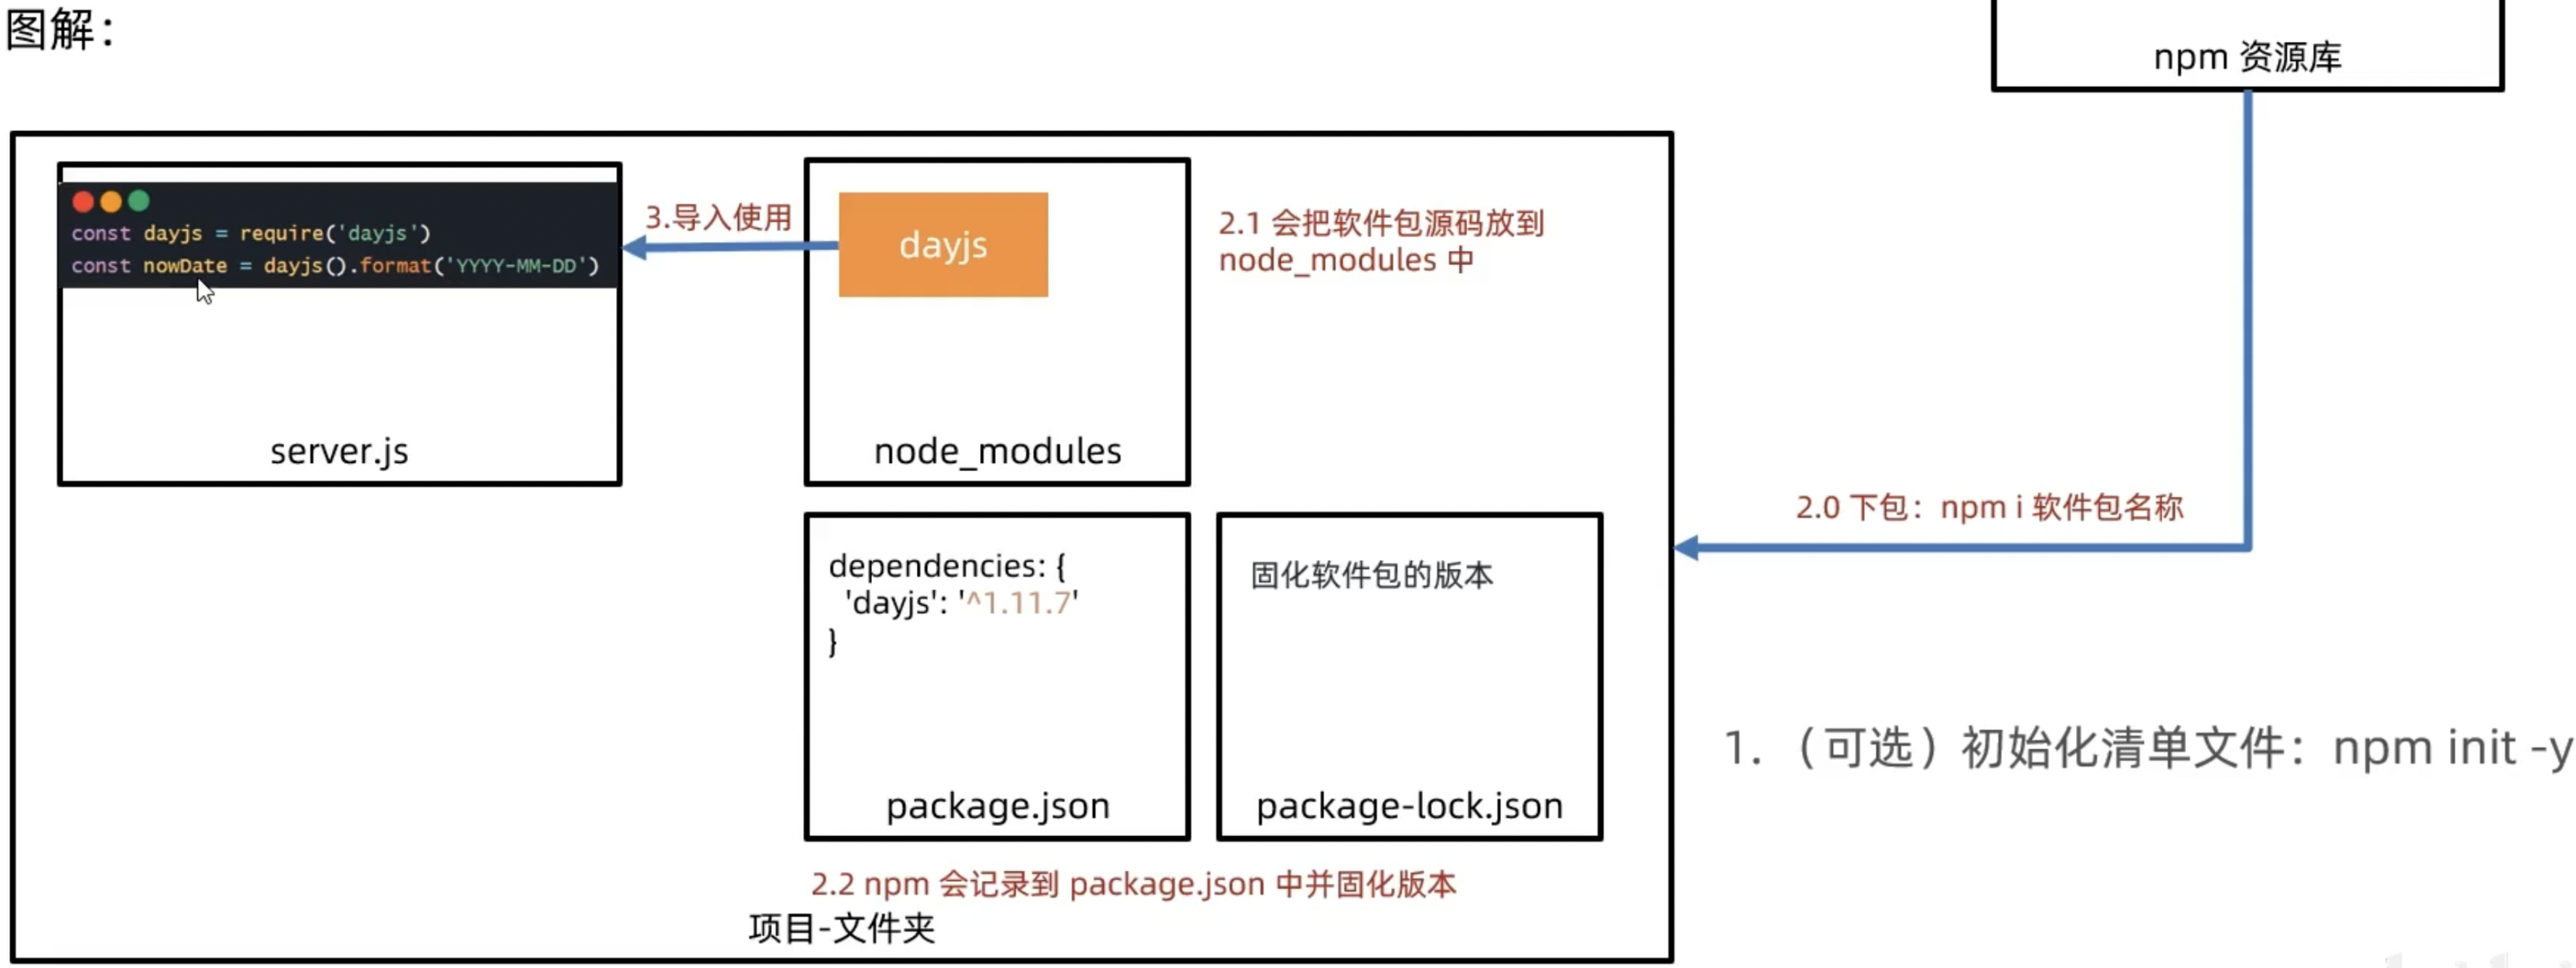 图解：
npm 资源库
const dayjs = require('dayjs')
const nowDate = dayjs().format('YYYY-MM-DD')
server.js
3.导入使用
dayjs
node_modules
2.1 会把软件包源码放到
node_modules 中
2.0 下包：npm i 软件包名称
dependencies: {
'dayjs': '^1.11.7'
}
package.json
固化软件包的版本
package-lock.json
1. （可选）初始化清单文件：npm init -y
2.2 npm 会记录到 package.json 中并固化版本
项目-文件夹